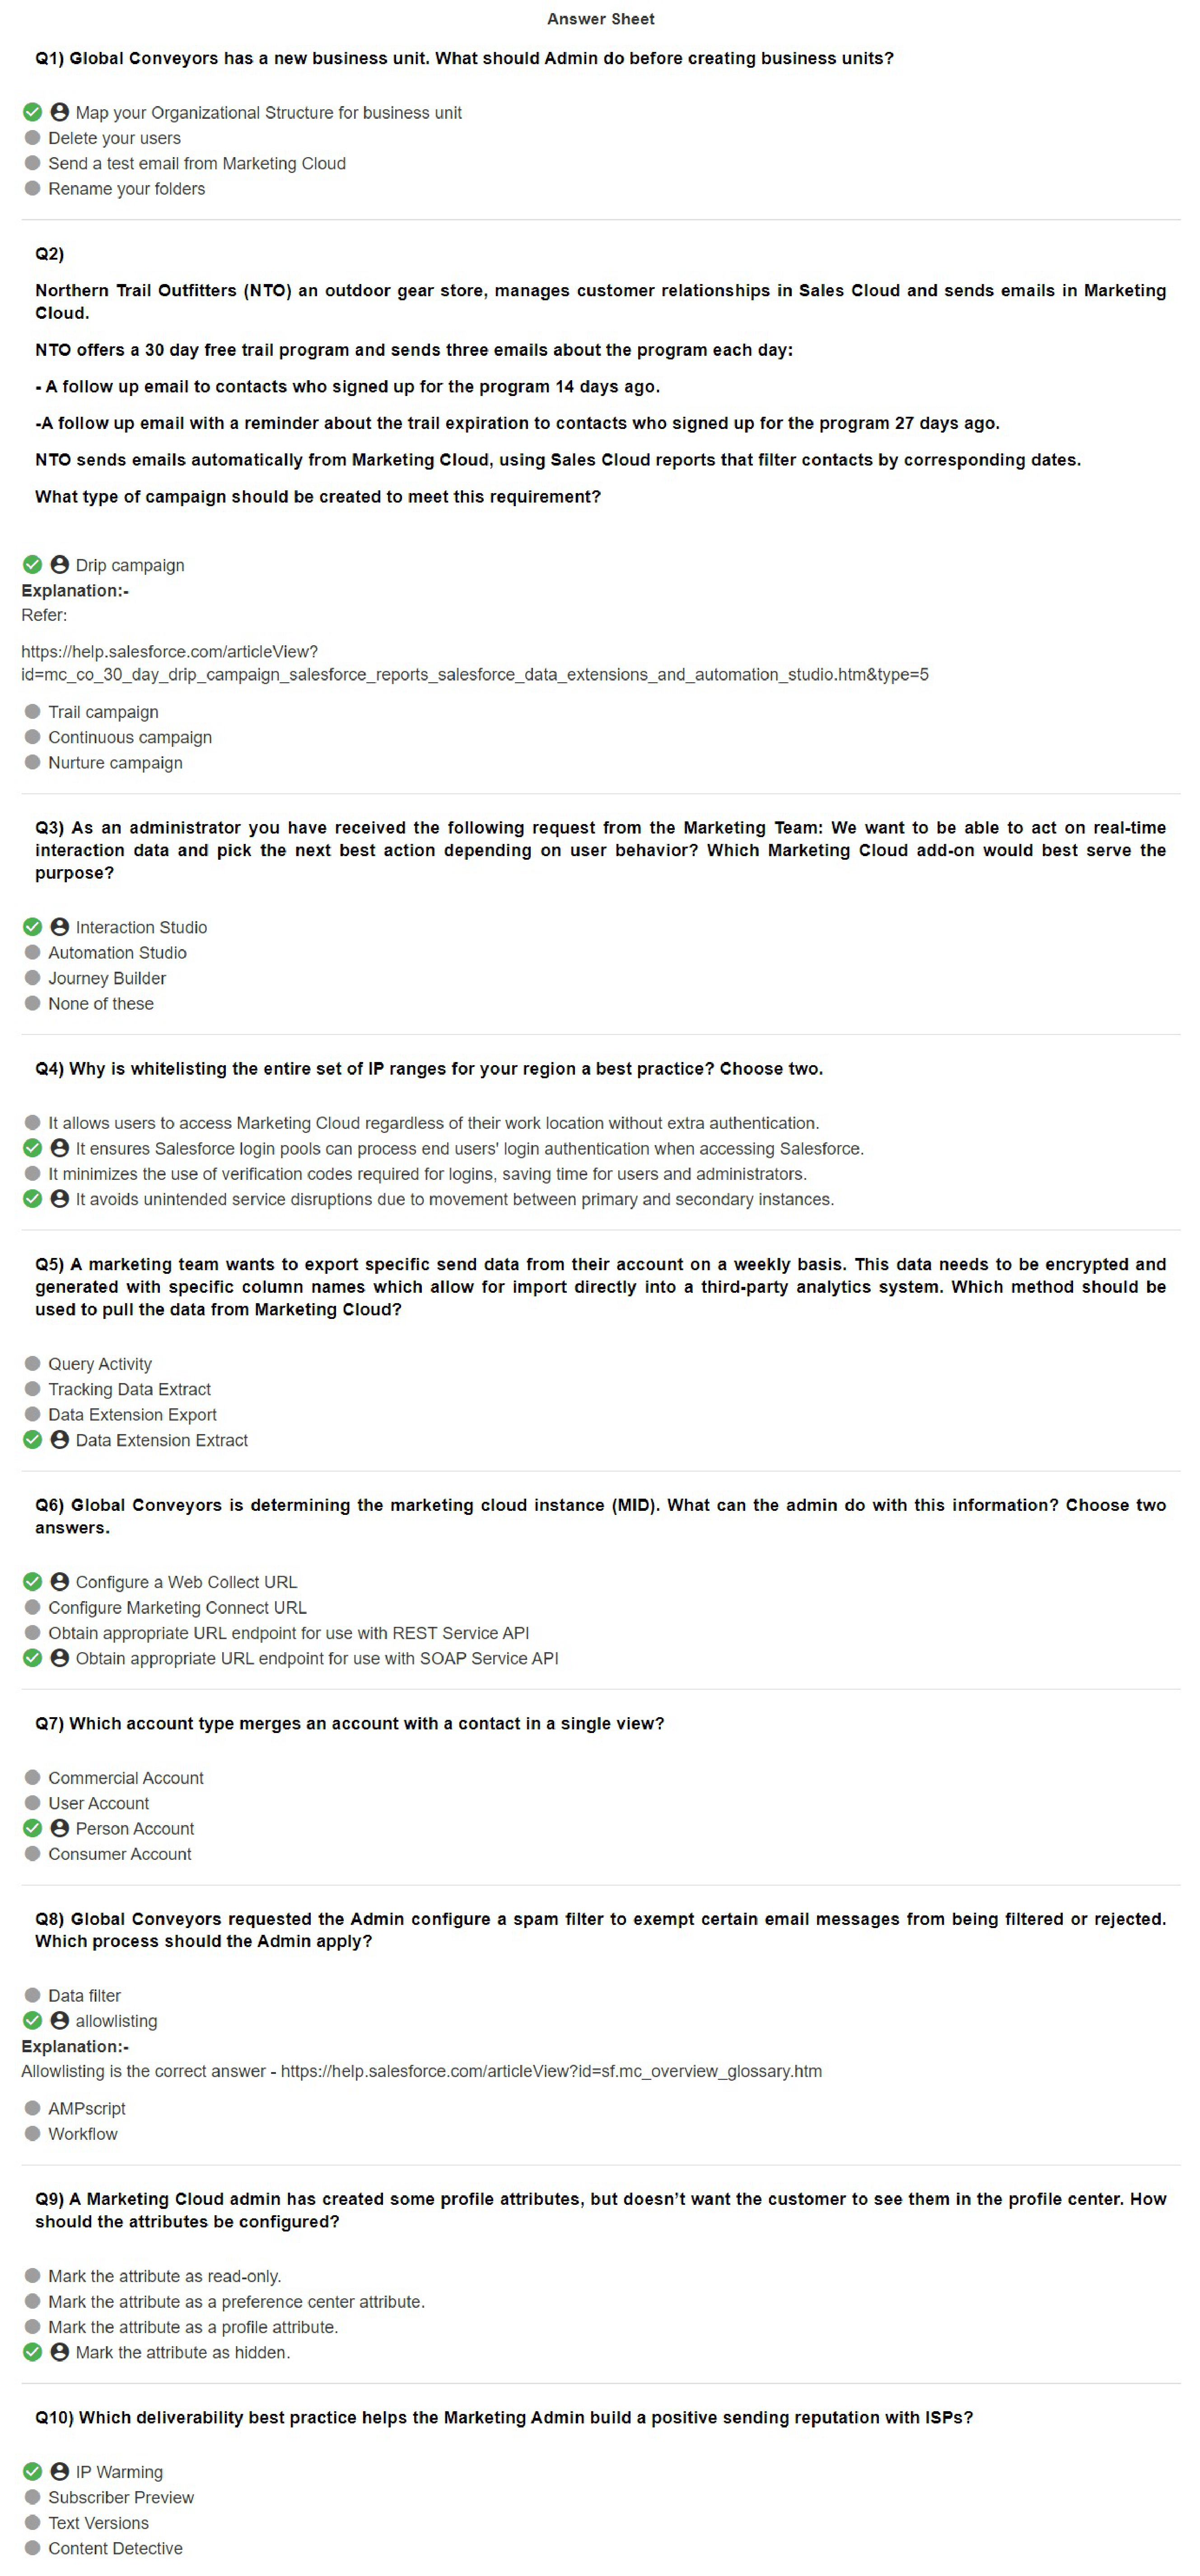 Answer Sheet
Q1) Global Conveyors has a new business unit. What should Admin do before creating business units?
Map your Organizational Structure for business unit
Delete your users
Send a test email from Marketing Cloud
Rename your folders
Q2)
Northern Trail Outfitters (NTO) an outdoor gear store, manages customer relationships in Sales Cloud and sends emails in Marketing
Cloud.
NTO offers a 30 day free trail program and sends three emails about the program each day:
- A follow up email to contacts who signed up for the program 14 days ago.
-A follow up email with a reminder about the trail expiration to contacts who signed up for the program 27 days ago.
NTO sends emails automatically from Marketing Cloud, using Sales Cloud reports that filter contacts by corresponding dates.
What type of campaign should be created to meet this requirement?
Drip campaign
Explanation:-
Refer:
https://help.salesforce.com/articleView?
id=mc_co_30_day_drip_campaign_salesforce_reports_salesforce_data_extensions_and_automation_studio.htm&type=5
Trail campaign
Continuous campaign
Nurture campaign
Q3) As an administrator you have received the following request from the Marketing Team: We want to be able to act on real-time
interaction data and pick the next best action depending on user behavior? Which Marketing Cloud add-on would best serve the
purpose?
Interaction Studio
Automation Studio
Journey Builder
None of these
Q4) Why is whitelisting the entire set of IP ranges for your region a best practice? Choose two.
It allows users to access Marketing Cloud regardless of their work location without extra authentication.
It ensures Salesforce login pools can process end users' login authentication when accessing Salesforce.
It minimizes the use of verification codes required for logins, saving time for users and administrators.
It avoids unintended service disruptions due to movement between primary and secondary instances.
Q5) A marketing team wants to export specific send data from their account on a weekly basis. This data needs to be encrypted and
generated with specific column names which allow for import directly into a third-party analytics system. Which method should be
used to pull the data from Marketing Cloud?
Query Activity
Tracking Data Extract
Data Extension Export
Data Extension Extract
Q6) Global Conveyors is determining the marketing cloud instance (MID). What can the admin do with this information? Choose two
answers.
Configure a Web Collect URL
Configure Marketing Connect URL
Obtain appropriate URL endpoint for use with REST Service API
Obtain appropriate URL endpoint for use with SOAP Service API
Q7) Which account type merges an account with a contact in a single view?
Commercial Account
User Account
Person Account
Consumer Account
Q8) Global Conveyors requested the Admin configure a spam filter to exempt certain email messages from being filtered or rejected.
Which process should the Admin apply?
Data filter
allowlisting
Explanation:-
Allowlisting is the correct answer - https://help.salesforce.com/articleView?id=sf.mc_overview_glossary.htm
AMPscript
Workflow
Q9) A Marketing Cloud admin has created some profile attributes, but doesn’t want the customer to see them in the profile center. How
should the attributes be configured?
Mark the attribute as read-only.
Mark the attribute as a preference center attribute.
Mark the attribute as a profile attribute.
Mark the attribute as hidden.
Q10) Which deliverability best practice helps the Marketing Admin build a positive sending reputation with ISPs?
IP Warming
Subscriber Preview
Text Versions
Content Detective